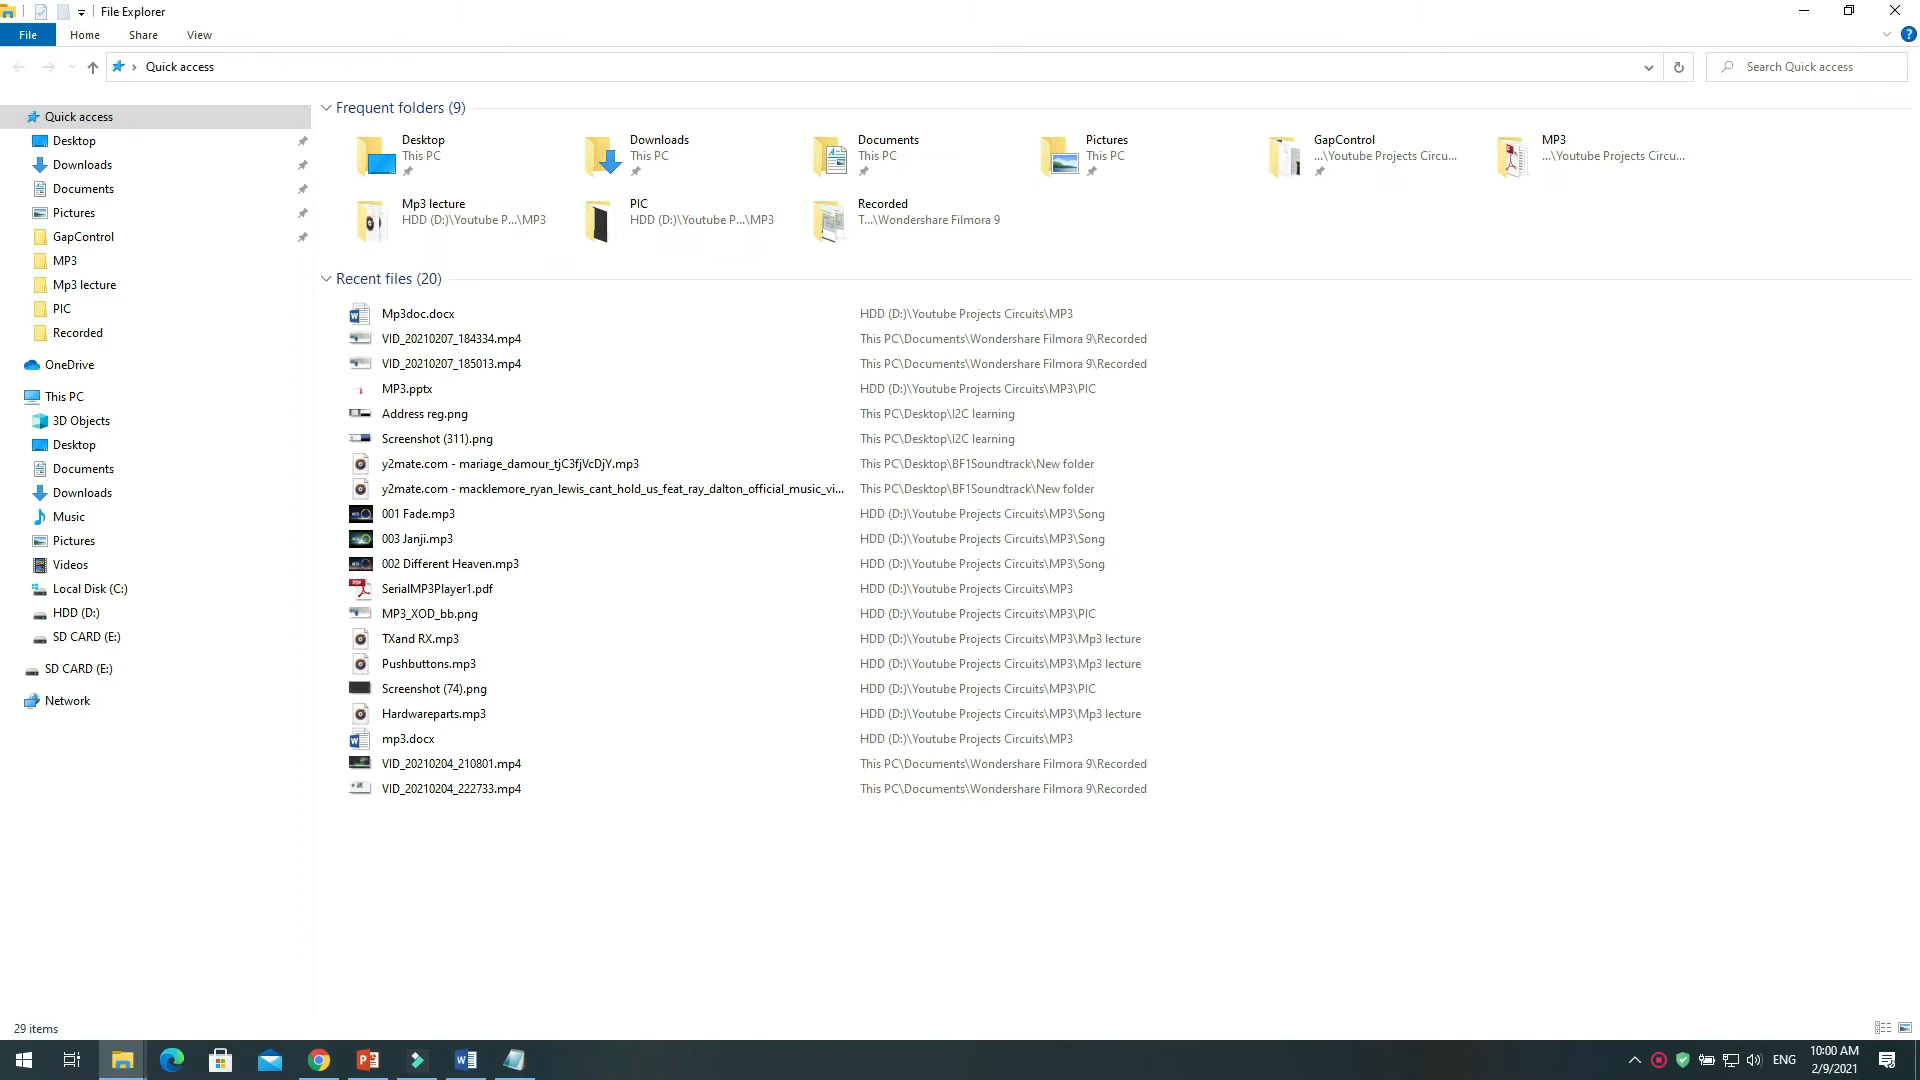 File Explorer
File Home Share View
Quick access
Search Quick access
Quick access
Desktop
Downloads
Documents
Pictures
GapControl
MP3
Mp3 lecture
PIC
Recorded
OneDrive
This PC
3D Objects
Desktop
Documents
Downloads
Music
Pictures
Videos
Local Disk (C:)
HDD (D:)
SD CARD (E:)
SD CARD (E:)
Network
Frequent folders (9)
Desktop
This PC
Downloads
This PC
Documents
This PC
Pictures
This PC
GapControl
...\Youtube Projects Circu...
MP3
...\Youtube Projects Circu...
Mp3 lecture
HDD (D:)\Youtube P...\MP3
PIC
HDD (D:)\Youtube P...\MP3
Recorded
T...\Wondershare Filmora 9
Recent files (20)
Mp3doc.docx HDD (D:)\Youtube Projects Circuits\MP3
VID_20210207_184334.mp4 This PC\Documents\Wondershare Filmora 9\Recorded
VID_20210207_185013.mp4 This PC\Documents\Wondershare Filmora 9\Recorded
MP3.pptx HDD (D:)\Youtube Projects Circuits\MP3\PIC
Address reg.png This PC\Desktop\I2C learning
Screenshot (311).png This PC\Desktop\I2C learning
y2mate.com - mariage_damour_tjC3fjVcDjY.mp3 This PC\Desktop\BF1Soundtrack\New folder
y2mate.com - macklemore_ryan_lewis_cant_hold_us_feat_ray_dalton_official_music_vi... This PC\Desktop\BF1Soundtrack\New folder
001 Fade.mp3 HDD (D:)\Youtube Projects Circuits\MP3\Song
003 Janji.mp3 HDD (D:)\Youtube Projects Circuits\MP3\Song
002 Different Heaven.mp3 HDD (D:)\Youtube Projects Circuits\MP3\Song
SerialMP3Player1.pdf HDD (D:)\Youtube Projects Circuits\MP3
MP3_XOD_bb.png HDD (D:)\Youtube Projects Circuits\MP3\PIC
TXand RX.mp3 HDD (D:)\Youtube Projects Circuits\MP3\Mp3 lecture
Pushbuttons.mp3 HDD (D:)\Youtube Projects Circuits\MP3\Mp3 lecture
Screenshot (74).png HDD (D:)\Youtube Projects Circuits\MP3\PIC
Hardwareparts.mp3 HDD (D:)\Youtube Projects Circuits\MP3\Mp3 lecture
mp3.docx HDD (D:)\Youtube Projects Circuits\MP3
VID_20210204_210801.mp4 This PC\Documents\Wondershare Filmora 9\Recorded
VID_20210204_222733.mp4 This PC\Documents\Wondershare Filmora 9\Recorded
29 items
ENG
10:00 AM
2/9/2021